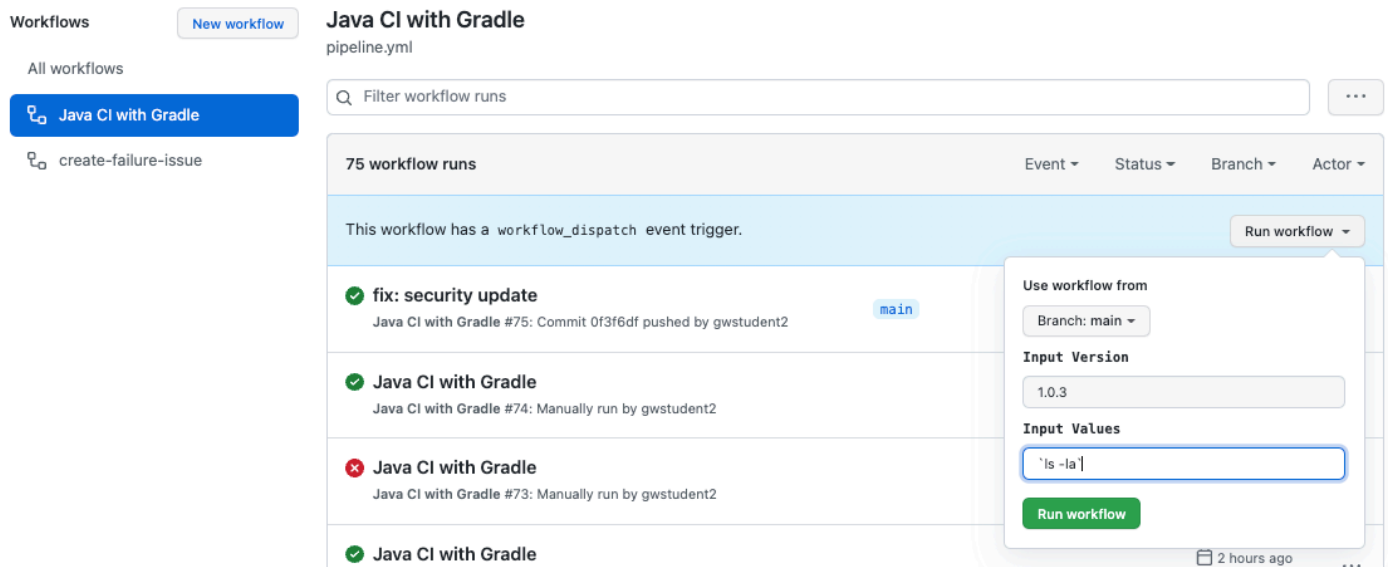 Workflows
New workflow
All workflows
Java CI with Gradle
create-failure-issue
Java CI with Gradle
pipeline.yml
Filter workflow runs
75 workflow runs
Event
Status
Branch
Actor
This workflow has a workflow_dispatch event trigger.
Run workflow
fix: security update
Java CI with Gradle #75: Commit 0f3f6df pushed by gwstudent2
main
Java CI with Gradle
Java CI with Gradle #74: Manually run by gwstudent2
Java CI with Gradle
Java CI with Gradle #73: Manually run by gwstudent2
Java CI with Gradle
2 hours ago
Use workflow from
Branch: main
Input Version
1.0.3
Input Values
`ls -la`
Run workflow